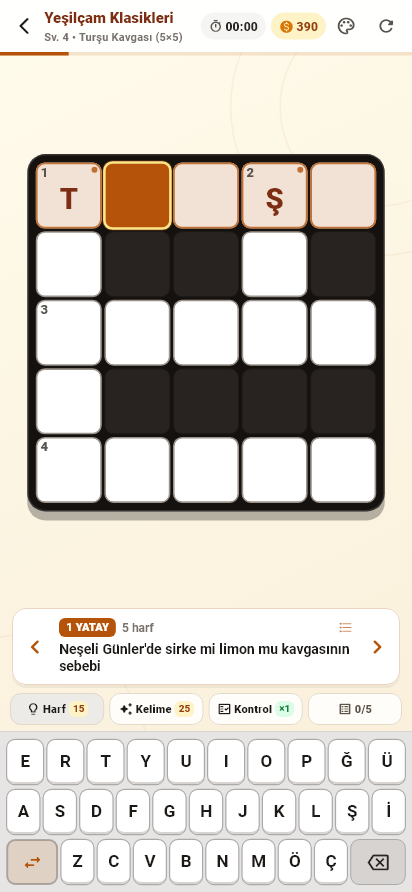 Yeşilçam Klasikleri
Sv. 4 • Turşu Kavgası (5×5)
00:00
390
1
T
2
Ş
3
4
1 YATAY
5 harf
Neşeli Günler'de sirke mi limon mu kavgasının
sebebi
Harf 15
Kelime 25
Kontrol ×1
0/5
E R T Y U I O P Ğ Ü
A S D F G H J K L Ş İ
Z C V B N M Ö Ç